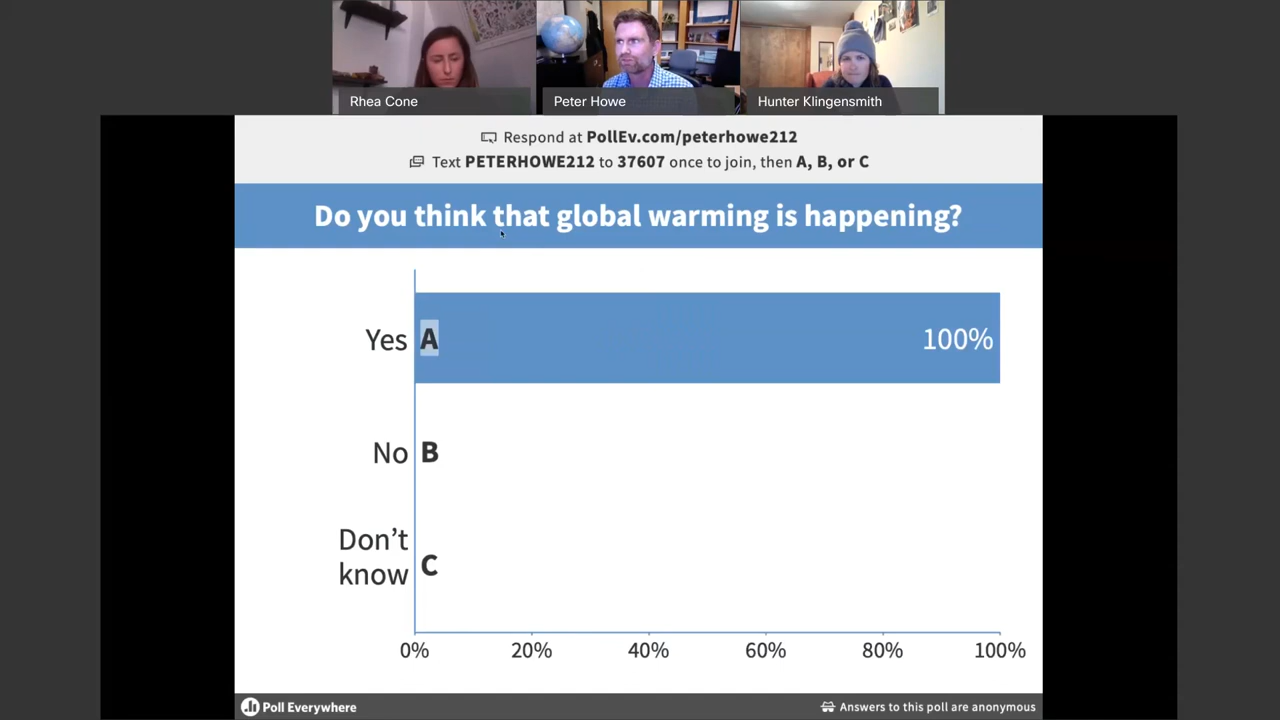 Rhea Cone
Peter Howe
Hunter Klingensmith
Respond at PollEv.com/peterhowe212
Text PETERHOWE212 to 37607 once to join, then A, B, or C
Do you think that global warming is happening?
Yes A
100%
No B
Don't
know
C
0% 20% 40% 60% 80% 100%
Poll Everywhere
Answers to this poll are anonymous